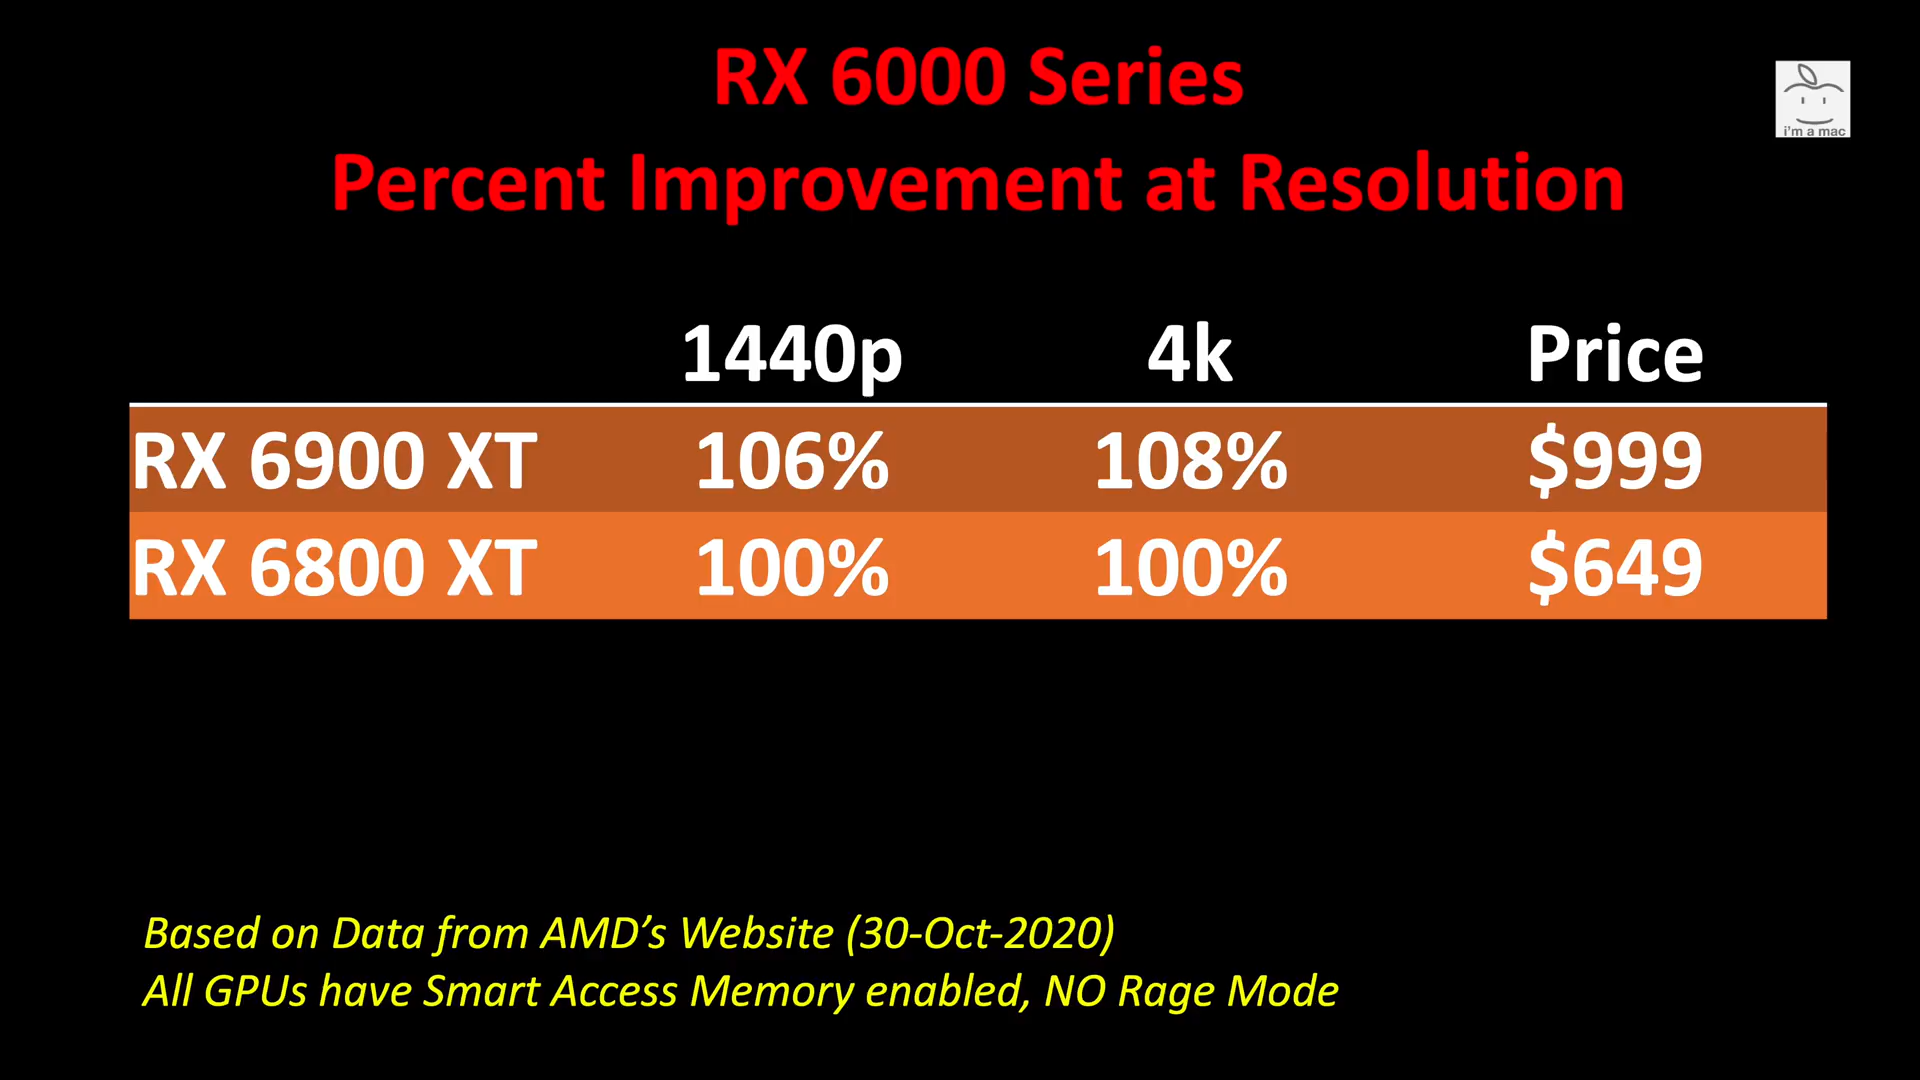 RX 6000 Series
i'm a mac
Percent Improvement at Resolution
1440p 4k Price
RX 6900 XT 106% 108% $999
RX 6800 XT 100% 100% $649
Based on Data from AMD’s Website (30-Oct-2020)
All GPUs have Smart Access Memory enabled, NO Rage Mode